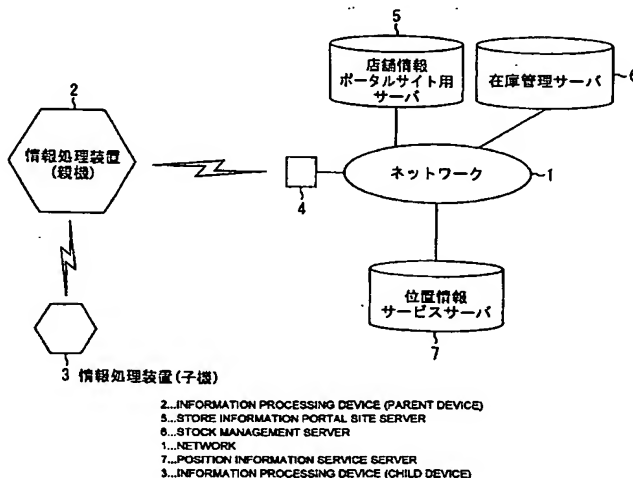 5
店舗情報
ポータルサイト用
サーバ
在庫管理サーバ
6
2
情報処理装置
(親機)
4
ネットワーク
1
位置情報
サービスサーバ
7
3 情報処理装置(子機)
2...INFORMATION PROCESSING DEVICE (PARENT DEVICE)
5...STORE INFORMATION PORTAL SITE SERVER
6...STOCK MANAGEMENT SERVER
1...NETWORK
7...POSITION INFORMATION SERVICE SERVER
3...INFORMATION PROCESSING DEVICE (CHILD DEVICE)